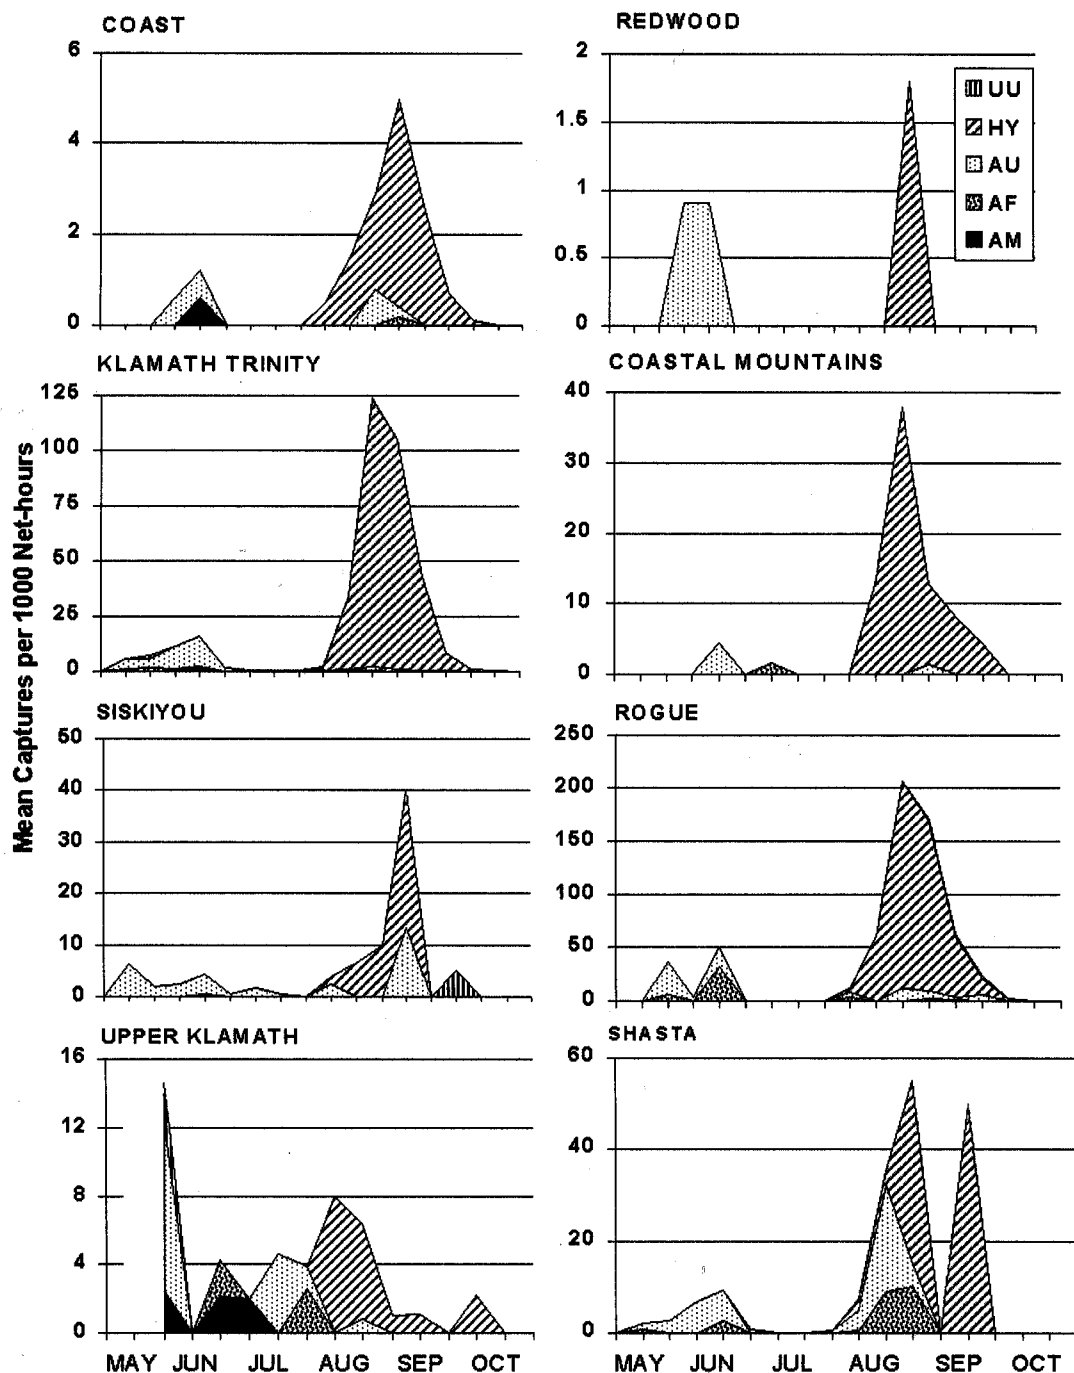 COAST
6
4
2
0
REDWOOD
2
1.5
1
0.5
0
UU
HY
AU
AF
AM
KLAMATH TRINITY
125
100
75
50
25
0
COASTAL MOUNTAINS
40
30
20
10
0
Mean Captures per 1000 Net-hours
SISKIYOU
50
40
30
20
10
0
ROGUE
250
200
150
100
50
0
UPPER KLAMATH
16
12
8
4
0
MAY JUN JUL AUG SEP OCT
SHASTA
60
40
20
0
MAY JUN JUL AUG SEP OCT